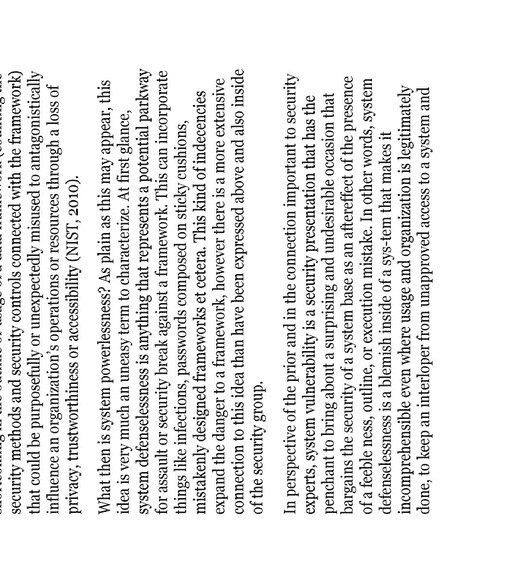 security methods and security controls connected with the framework)
that could be purposefully or unexpectedly misused to antagonistically
influence an organization's operations or resources through a loss of
privacy, trustworthiness or accessibility (NIST, 2010).
What then is system powerlessness? As plain as this may appear, this
idea is very much an uneasy term to characterize. At first glance,
system defenselessness is anything that represents a potential parkway
for assault or security break against a framework. This can incorporate
things like infections, passwords composed on sticky cushions,
mistakenly designed frameworks et cetera. This kind of indecencies
expand the danger to a framework, however there is a more extensive
connection to this idea than have been expressed above and also inside
of the security group.
In perspective of the prior and in the connection important to security
experts, system vulnerability is a security presentation that has the
penchant to bring about a surprising and undesirable occasion that
bargains the security of a system base as an aftereffect of the presence
of a feeble ness, outline, or execution mistake. In other words, system
defenselessness is a blemish inside of a sys-tem that makes it
incomprehensible even where usage and organization is legitimately
done, to keep an interloper from unapproved access to a system and